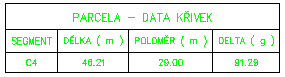 PARCELA - DATA KŘIVEK
SEGMENT DÉLKA ( m ) POLOMĚR ( m ) DELTA ( g )
C4 46.21 29.00 91.29